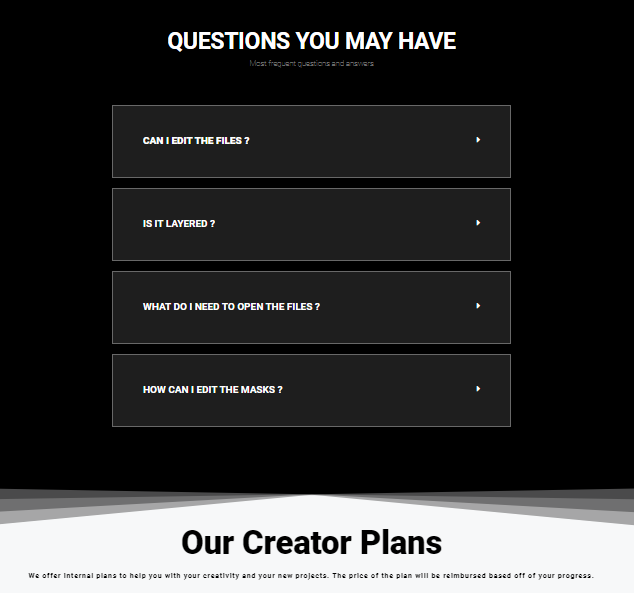 QUESTIONS YOU MAY HAVE
Most frequent questions and answers
CAN I EDIT THE FILES ?
IS IT LAYERED ?
WHAT DO I NEED TO OPEN THE FILES ?
HOW CAN I EDIT THE MASKS ?
Our Creator Plans
We offer internal plans to help you with your creativity and your new projects. The price of the plan will be reimbursed based off of your progress.